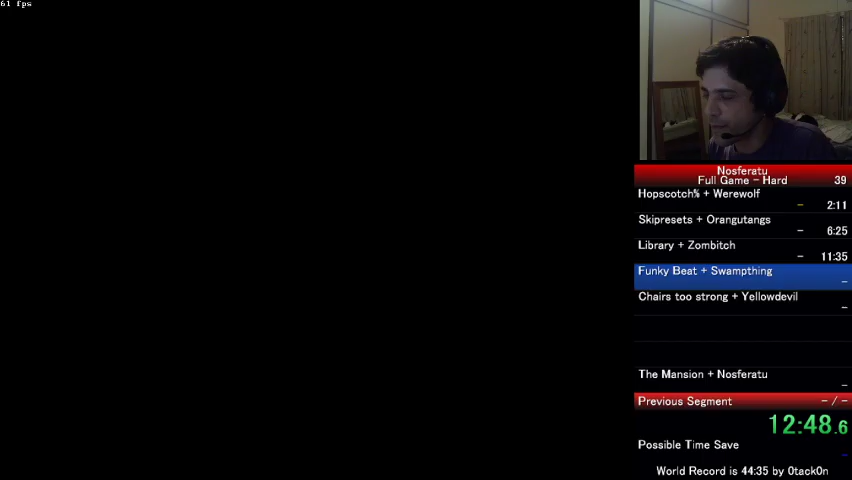 61 fps
Nosferatu
Full Game - Hard 39
Hopscotch% + Werewolf
- 2:11
Skipresets + Orangutangs
- 6:25
Library + Zombitch
- 11:35
Funky Beat + Swampthing
-
Chairs too strong + Yellowdevil
-
The Mansion + Nosferatu
-
Previous Segment - / -
12:48.6
Possible Time Save
-
World Record is 44:35 by 0tack0n